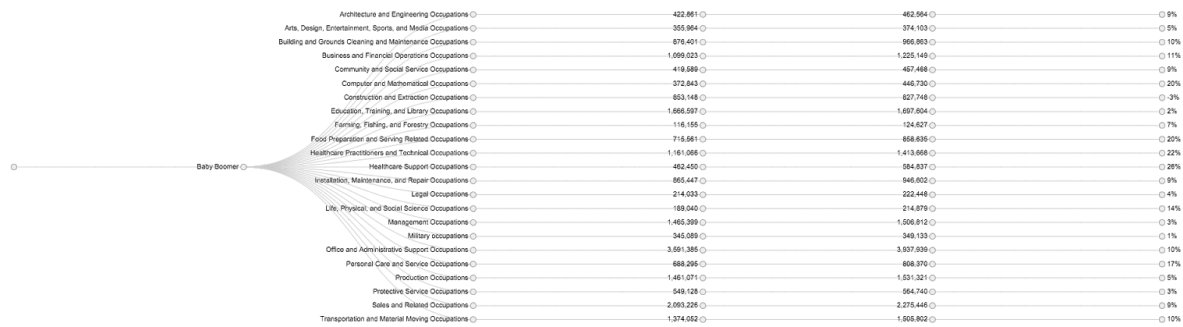 Architecture and Engineering Occupations 422,861 462,564 9%
Arts, Design, Entertainment, Sports, and Media Occupations 355,964 374,103 5%
Building and Grounds Cleaning and Maintenance Occupations 876,401 966,863 10%
Business and Financial Operations Occupations 1,099,023 1,225,149 11%
Community and Social Service Occupations 419,589 457,468 9%
Computer and Mathematical Occupations 372,843 446,730 20%
Construction and Extraction Occupations 853,148 827,748 -3%
Education, Training, and Library Occupations 1,666,597 1,697,604 2%
Farming, Fishing, and Forestry Occupations 116,155 124,627 7%
Food Preparation and Serving Related Occupations 715,561 858,635 20%
Healthcare Practitioners and Technical Occupations 1,161,066 1,413,668 22%
Baby Boomer Healthcare Support Occupations 462,450 584,837 26%
Installation, Maintenance, and Repair Occupations 865,447 946,602 9%
Legal Occupations 214,033 222,448 4%
Life, Physical, and Social Science Occupations 189,040 214,879 14%
Management Occupations 1,465,399 1,506,812 3%
Military occupations 345,089 349,133 1%
Office and Administrative Support Occupations 3,591,385 3,937,939 10%
Personal Care and Service Occupations 688,295 808,370 17%
Production Occupations 1,461,071 1,531,321 5%
Protective Service Occupations 549,128 564,740 3%
Sales and Related Occupations 2,093,226 2,275,446 9%
Transportation and Material Moving Occupations 1,374,052 1,505,802 10%